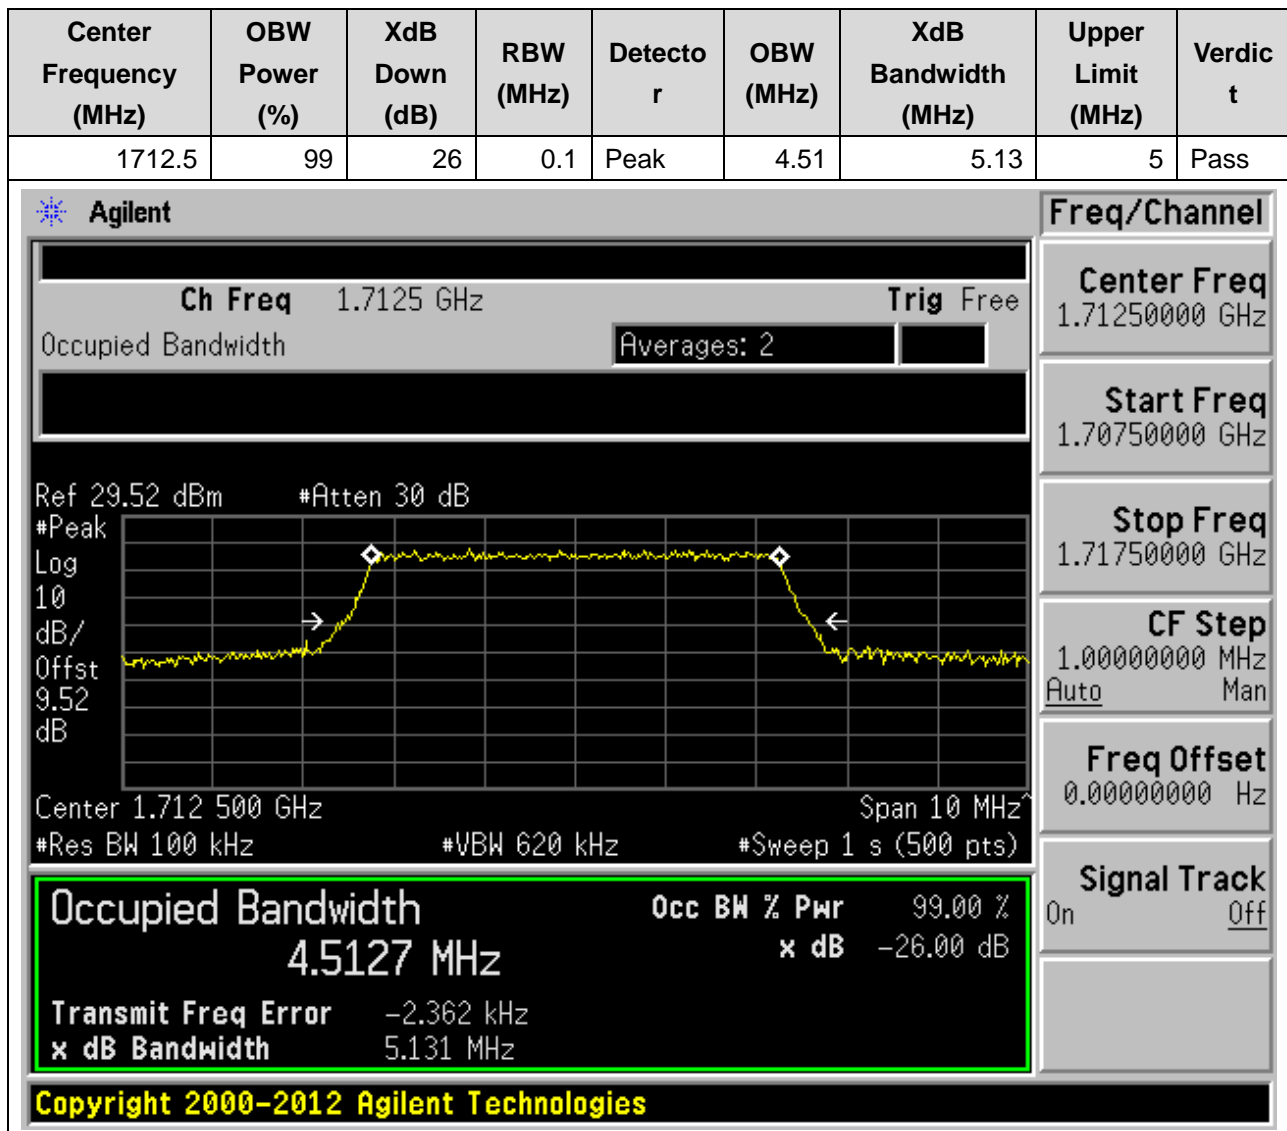 Center Frequency (MHz) OBW Power (%) XdB Down (dB) RBW (MHz) Detecto r OBW (MHz) XdB Bandwidth (MHz) Upper Limit (MHz) Verdic t
1712.5 99 26 0.1 Peak 4.51 5.13 5 Pass
Agilent
Freq/Channel
Ch Freq 1.7125 GHz Trig Free
Occupied Bandwidth Averages: 2
Center Freq
1.71250000 GHz
Start Freq
1.70750000 GHz
Stop Freq
1.71750000 GHz
CF Step
1.00000000 MHz
Auto Man
Freq Offset
0.00000000 Hz
Signal Track
On Off
Ref 29.52 dBm #Atten 30 dB
#Peak
Log
10
dB/
Offst
9.52
dB
Center 1.712 500 GHz Span 10 MHz^
#Res BW 100 kHz #VBW 620 kHz #Sweep 1 s (500 pts)
Occupied Bandwidth Occ BW % Pwr 99.00 %
4.5127 MHz x dB -26.00 dB
Transmit Freq Error -2.362 kHz
x dB Bandwidth 5.131 MHz
Copyright 2000-2012 Agilent Technologies